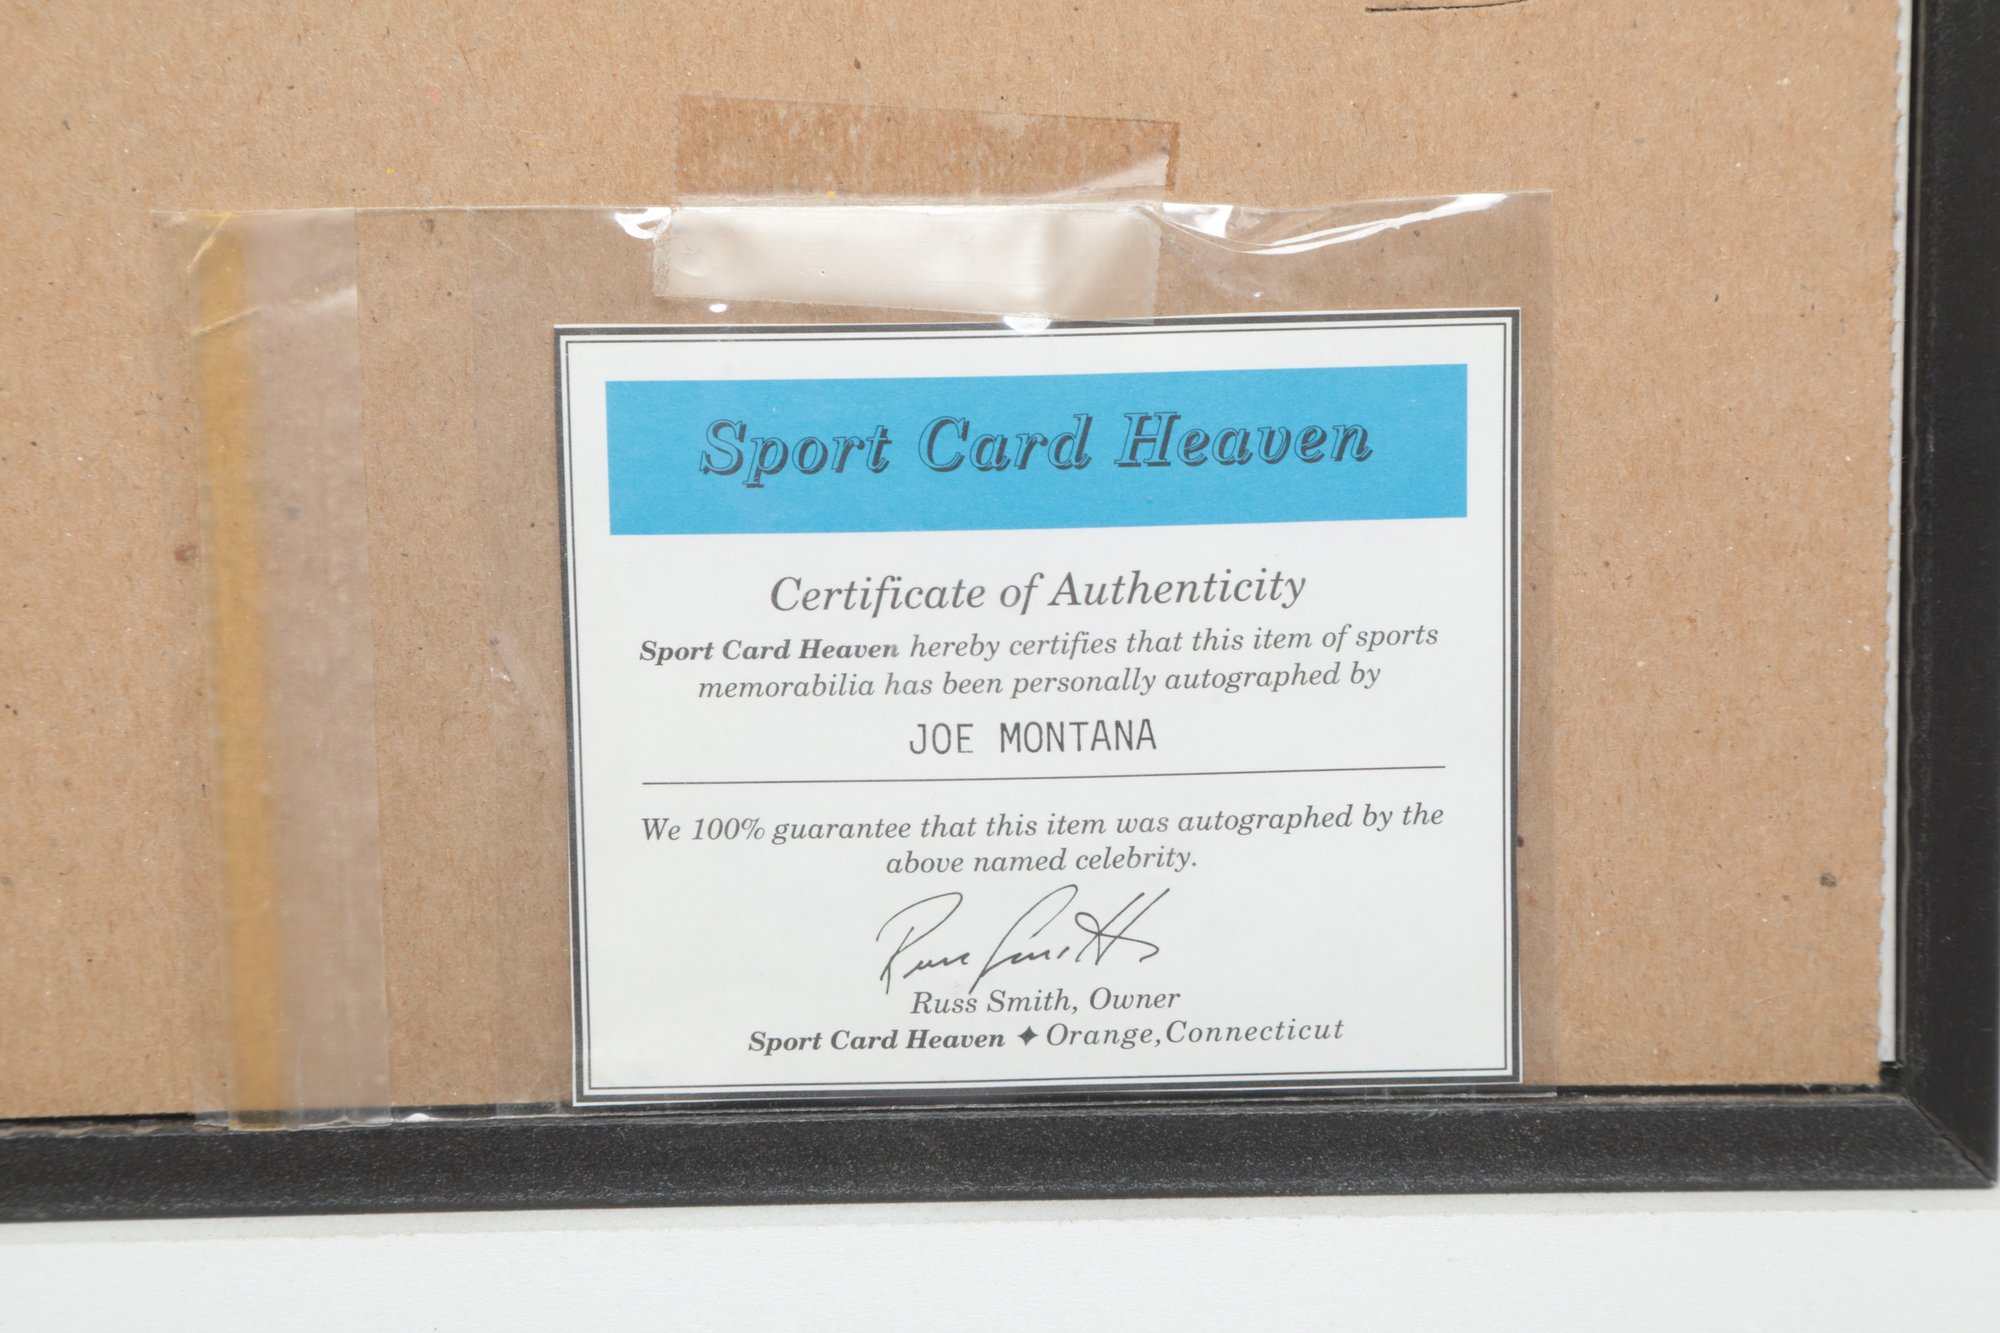 Sport Card Heaven
Certificate of Authenticity
Sport Card Heaven hereby certifies that this item of sports
memorabilia has been personally autographed by
JOE MONTANA
We 100% guarantee that this item was autographed by the
above named celebrity.
Russ Smith
Russ Smith, Owner
Sport Card Heaven ✦ Orange,Connecticut